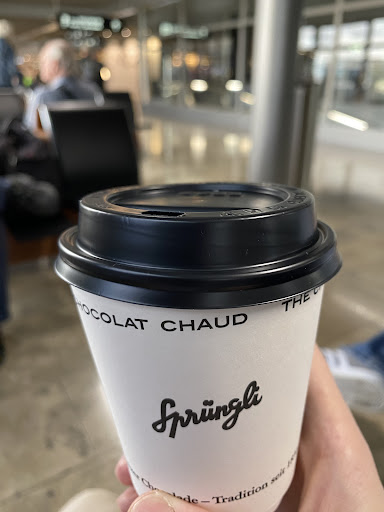 HOCOLAT CHAUD THE
Sprüngli
Chocolade – Tradition seit